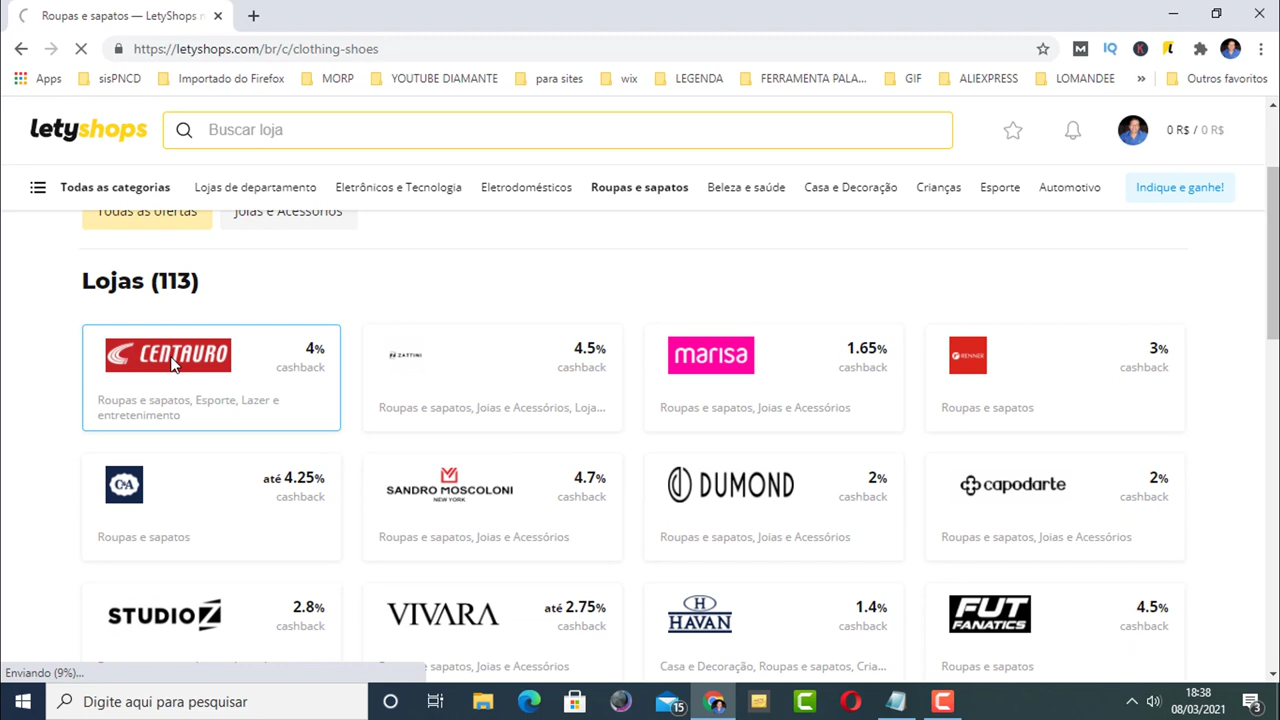 Roupas e sapatos — LetyShops n
https://letyshops.com/br/c/clothing-shoes
Apps sisPNCD Importado do Firefox MORP YOUTUBE DIAMANTE para sites wix LEGENDA FERRAMENTA PALA... GIF ALIEXPRESS LOMANDEE » Outros favoritos
letyshops Buscar loja 0 R$ / 0 R$
Todas as categorias Lojas de departamento Eletrônicos e Tecnologia Eletrodomésticos Roupas e sapatos Beleza e saúde Casa e Decoração Crianças Esporte Automotivo Indique e ganhe!
Todas as ofertas Joias e Acessórios
Lojas (113)
CENTAURO 4% ZATTINI 4.5% marisa 1.65% RENNER 3%
cashback cashback cashback cashback
Roupas e sapatos, Esporte, Lazer e
entretenimento
Roupas e sapatos, Joias e Acessórios, Loja... Roupas e sapatos, Joias e Acessórios Roupas e sapatos
C&A até 4.25% SANDRO MOSCOLONI 4.7% DUMOND 2% capodarte 2%
cashback NEW YORK cashback cashback cashback
Roupas e sapatos Roupas e sapatos, Joias e Acessórios Roupas e sapatos, Joias e Acessórios Roupas e sapatos, Joias e Acessórios
STUDIO Z 2.8% VIVARA até 2.75% H HAVAN 1.4% FUT FANATICS 4.5%
cashback cashback cashback cashback
Roupas e sapatos, Joias e Acessórios Casa e Decoração, Roupas e sapatos, Cria... Roupas e sapatos
Enviando (9%)...
Digite aqui para pesquisar 15 18:38
08/03/2021 3